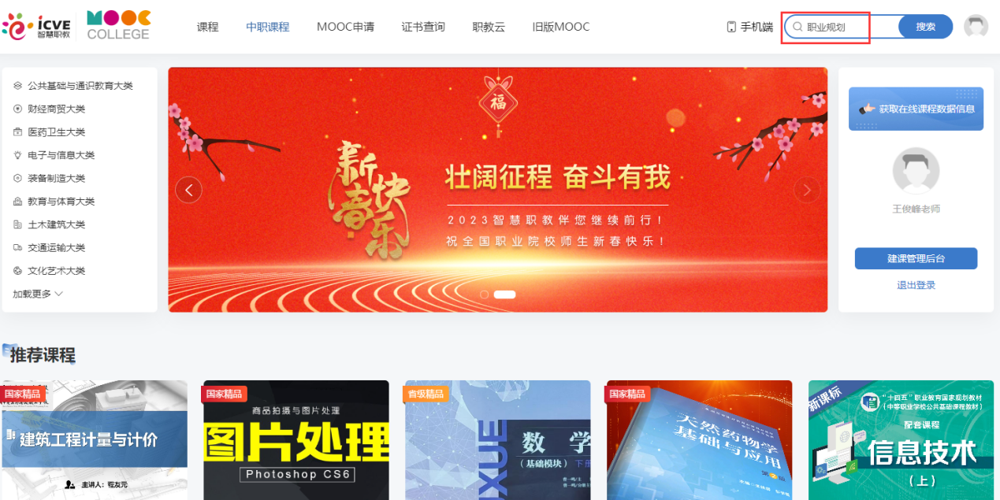 icve
智慧职教
MOOC
COLLEGE
课程
中职课程
MOOC申请
证书查询
职教云
旧版MOOC
手机端
职业规划
搜索
公共基础与通识教育大类
财经商贸大类
医药卫生大类
电子与信息大类
装备制造大类
教育与体育大类
土木建筑大类
交通运输大类
文化艺术大类
加载更多
福
新春快乐
壮阔征程 奋斗有我
2023智慧职教伴您继续前行!
祝全国职业院校师生新春快乐!
获取在线课程数据信息
王俊峰老师
建课管理后台
退出登录
推荐课程
国家精品
建筑工程计量与计价
主讲人：程友元
国家精品
商品拍摄与图片处理
图片处理
Photoshop CS6
省级精品
UXUE
数 学
（基础模块）下册
国家精品
天然药物学
基础与应用
第2版
新课标
“十四五”职业教育国家规划教材
（中等职业学校公共基础课程教材）
配套课程
信息技术
（上）